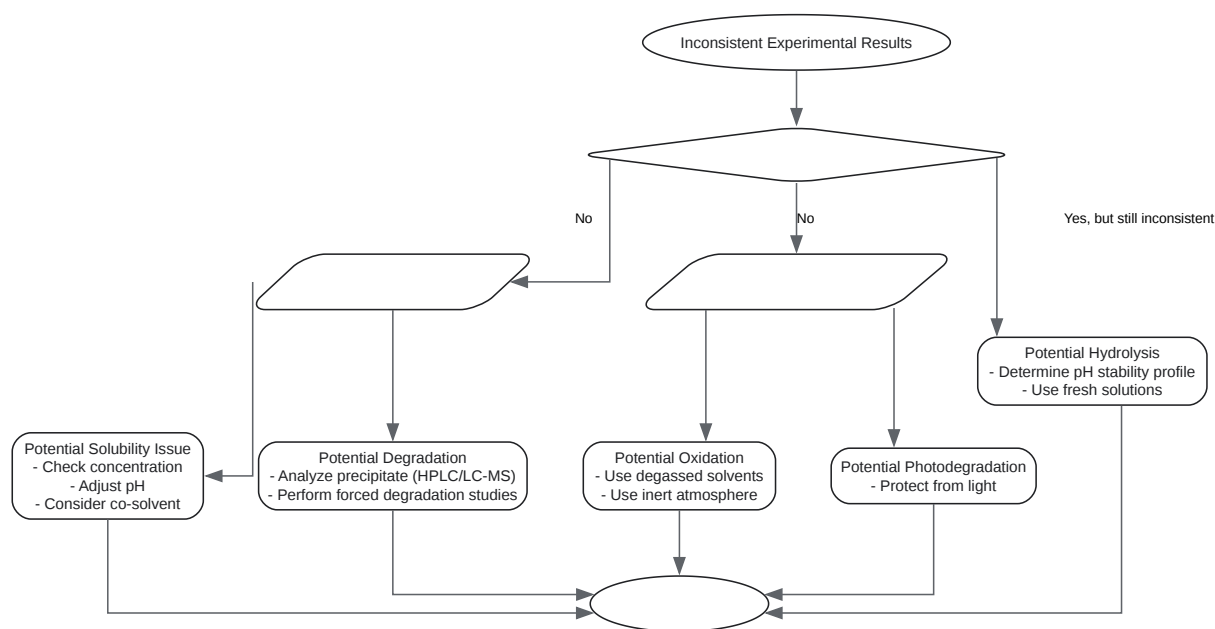 Inconsistent Experimental Results
No
No
Yes, but still inconsistent
Potential Hydrolysis
- Determine pH stability profile
- Use fresh solutions
Potential Solubility Issue
- Check concentration
- Adjust pH
- Consider co-solvent
Potential Degradation
- Analyze precipitate (HPLC/LC-MS)
- Perform forced degradation studies
Potential Oxidation
- Use degassed solvents
- Use inert atmosphere
Potential Photodegradation
- Protect from light